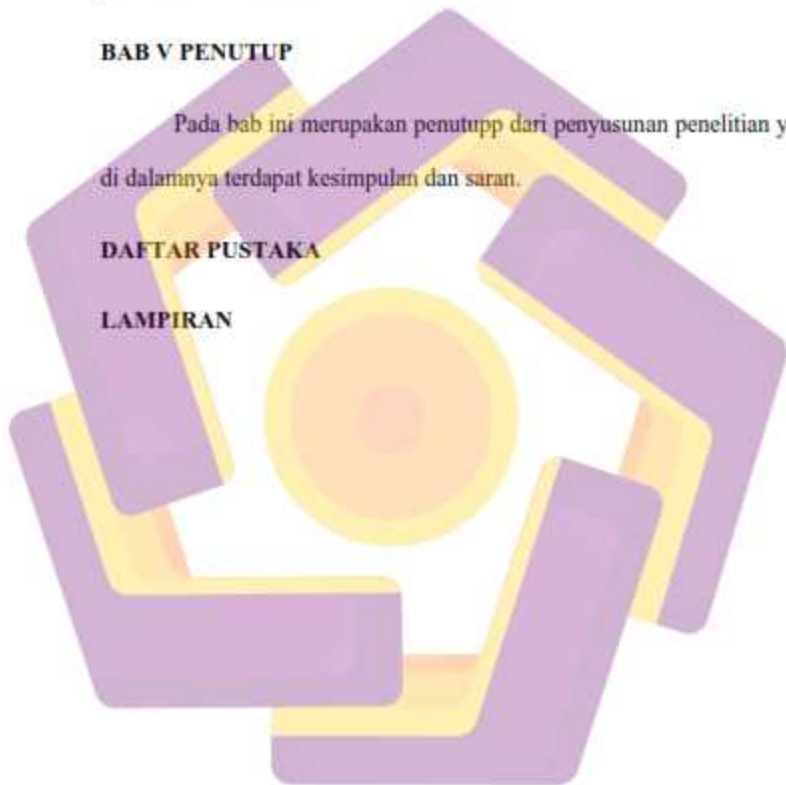 BAB V PENUTUP
Pada bab ini merupakan penutupp dari penyusunan penelitian y
di dalamnya terdapat kesimpulan dan saran.
DAFTAR PUSTAKA
LAMPIRAN